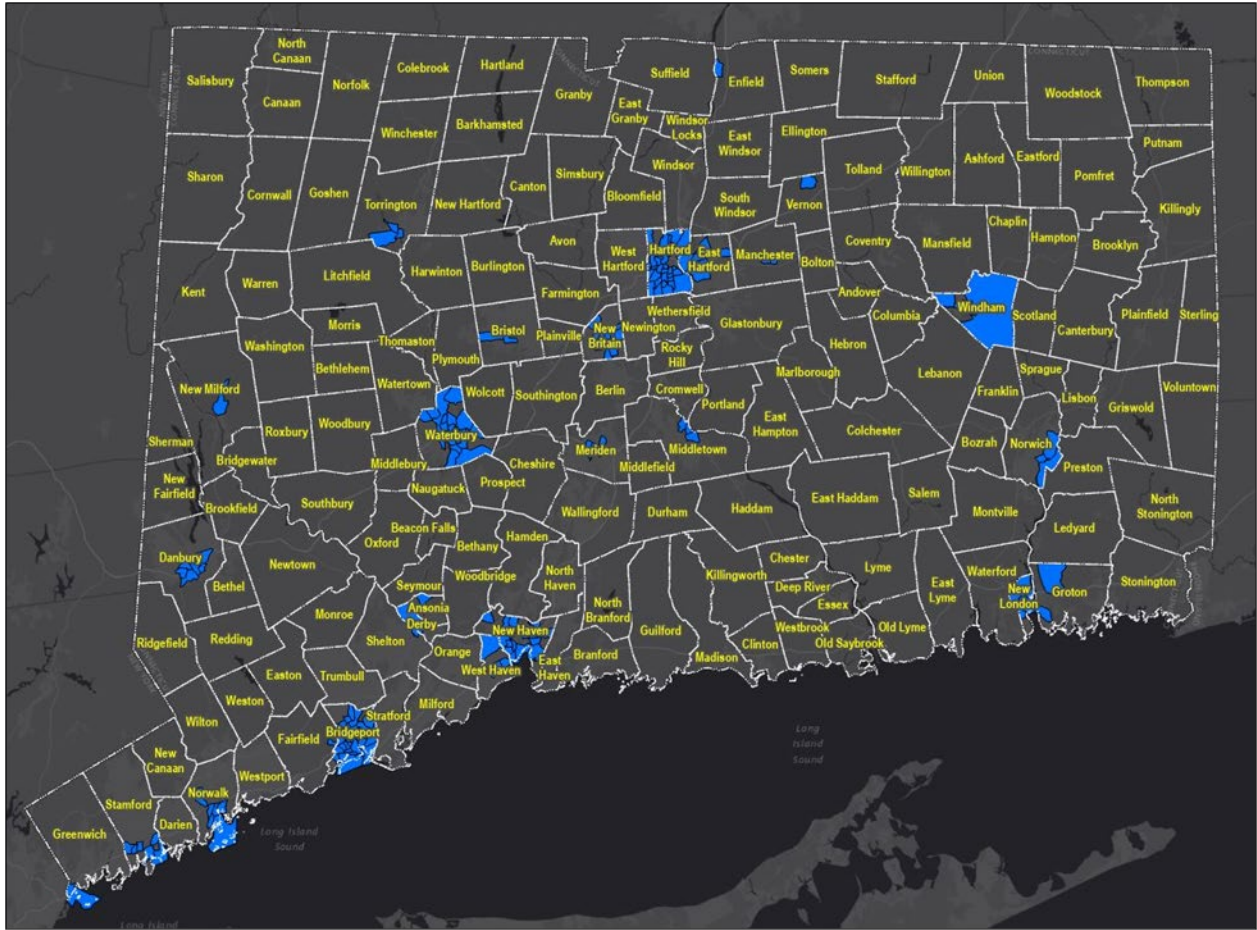 North
Canaan
Colebrook
Hartland
Suffield
Enfield
Somers
Stafford
Union
CONNECTICUT
Woodstock
Thompson
Salisbury
Canaan
Norfolk
Granby
CONNECTICUT
East
Granby
Windsor
Locks
East
Windsor
Ellington
NEW YORK
CONNECTICUT
Winchester
Barkhamsted
Putnam
Sharon
Cornwall
Goshen
Torrington
New Hartford
Canton
Simsbury
Bloomfield
Windsor
South
Windsor
Vernon
Tolland
Willington
Ashford
Eastford
Pomfret
Killingly
Kent
Warren
Litchfield
Harwinton
Burlington
Avon
Farmington
West
Hartford
Hartford
East
Hartford
Manchester
Bolton
Coventry
Mansfield
Chaplin
Hampton
Brooklyn
Morris
Washington
Bethlehem
Thomaston
Plymouth
Bristol
Plainville
New
Britain
Newington
Wethersfield
Rocky
Hill
Glastonbury
Hebron
Andover
Columbia
Windham
Scotland
Canterbury
Plainfield
Sterling
New Milford
Watertown
Wolcott
Southington
Berlin
Cromwell
Portland
Marlborough
Lebanon
Franklin
Sprague
Lisbon
Griswold
Voluntown
Sherman
Roxbury
Woodbury
Waterbury
Meriden
Middletown
East
Hampton
Colchester
Bozrah
Norwich
Preston
Bridgewater
Middlebury
Cheshire
Middlefield
New
Fairfield
Brookfield
Southbury
Naugatuck
Prospect
Wallingford
Durham
Haddam
East Haddam
Salem
Montville
Ledyard
North
Stonington
Danbury
Bethel
Newtown
Oxford
Beacon Falls
Bethany
Hamden
Seymour
Woodbridge
North
Haven
Killingworth
Chester
Deep River
Essex
Lyme
East
Lyme
Waterford
New
London
Groton
Stonington
Ridgefield
Redding
Monroe
Shelton
Ansonia
Derby
Orange
New Haven
West Haven
East
Haven
North
Branford
Branford
Guilford
Madison
Clinton
Westbrook
Old Saybrook
Old Lyme
Easton
Trumbull
Weston
Wilton
Fairfield
Bridgeport
Stratford
Milford
New
Canaan
Westport
Norwalk
Stamford
Darien
Greenwich
Long
Island
Sound
Long Island
Sound
Long Island